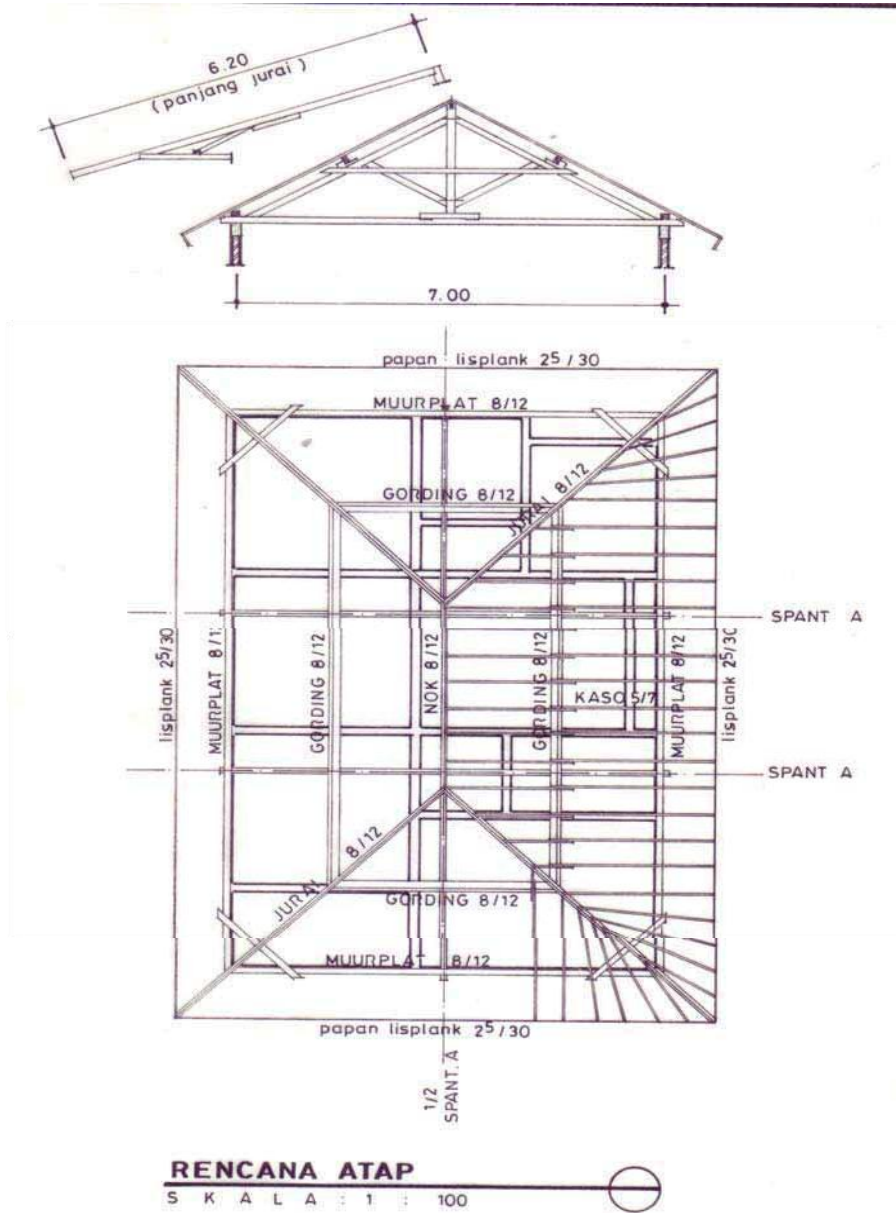 6.20
( panjang jurai )
7.00
papan lisplank 2⁵/30
MUURPLAT 8/12
GORDING 8/12
JURAI 8/12
SPANT A
lisplank 2⁵/30
MUURPLAT 8/1
GORDING 8/12
NOK 8/12
GORDING 8/12
KASO 5/7
MUURPLAT 8/12
lisplank 2⁵/30
SPANT A
JURAI 8/12
GORDING 8/12
MUURPLAT 8/12
papan lisplank 2⁵/30
1/2
SPANT. A
RENCANA ATAP
SKALA : 1 : 100